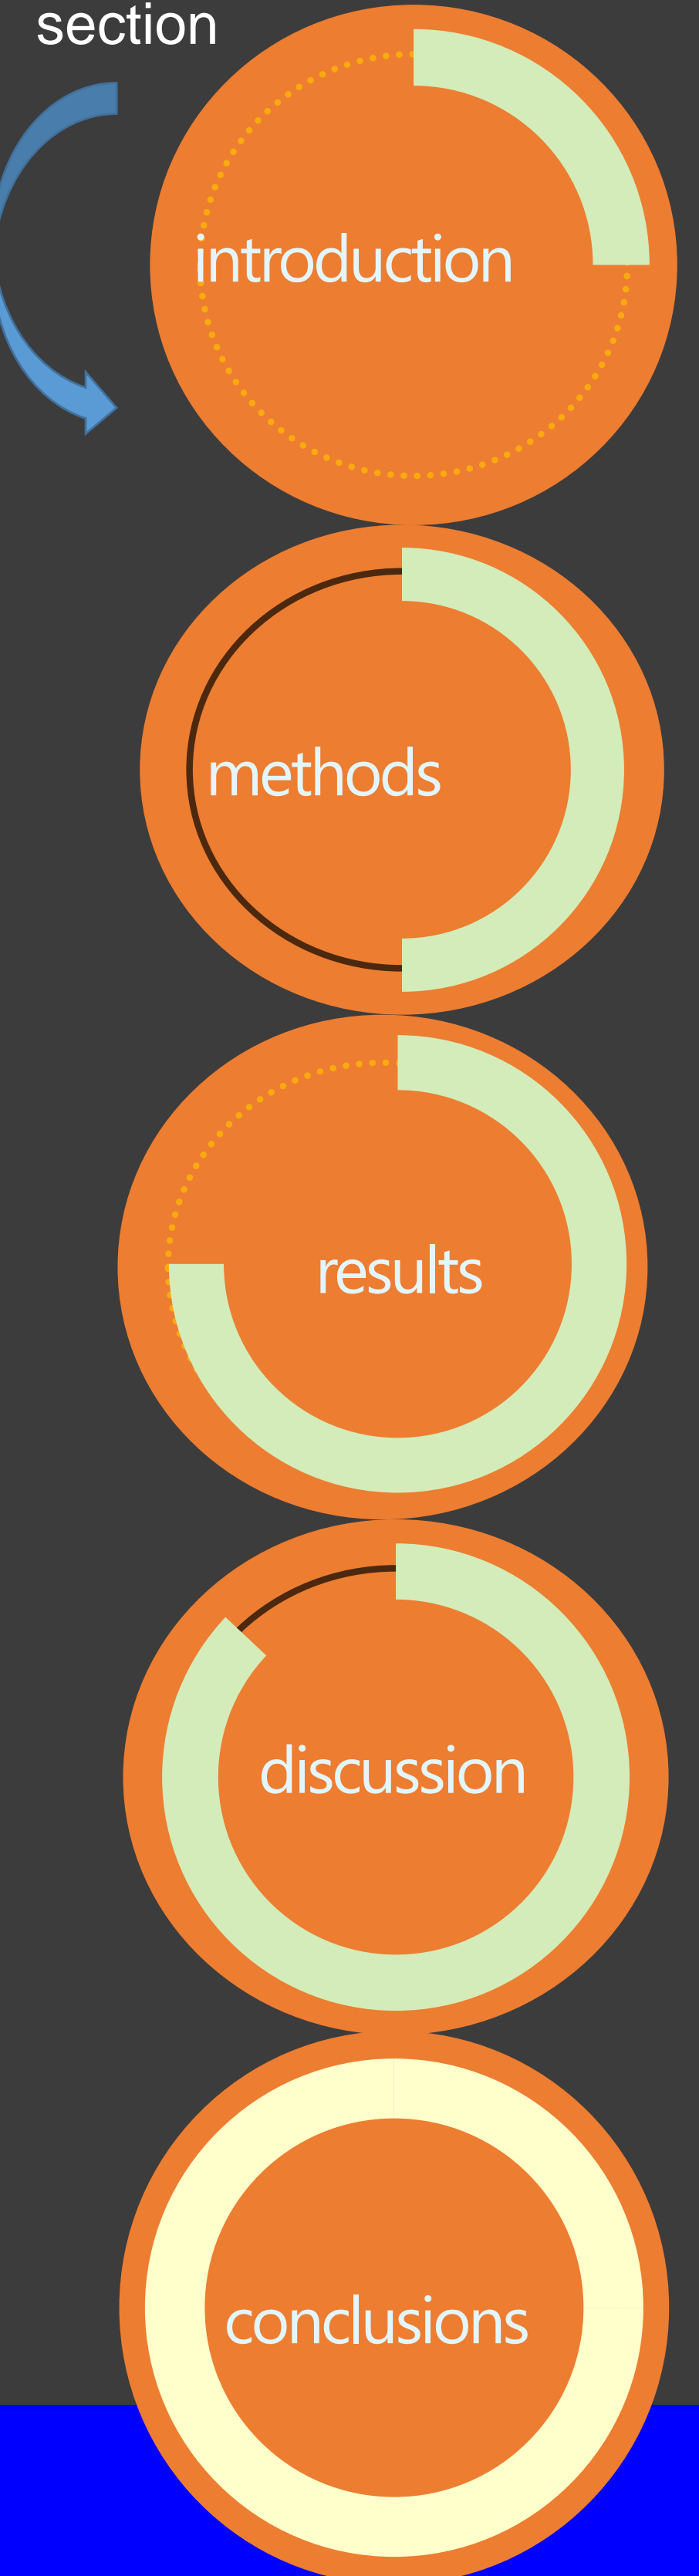 section
introduction
methods
results
discussion
conclusions